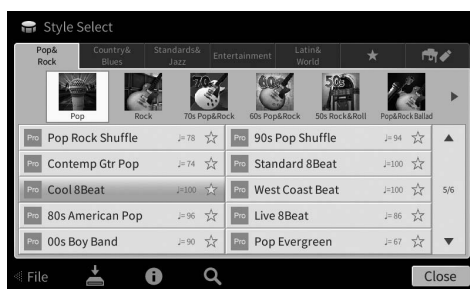 Style Select
Pop& Rock
Country& Blues
Standards& Jazz
Entertainment
Latin& World
Pop
Rock
70s Pop&Rock
60s Pop&Rock
50s Rock&Roll
Pop&Rock Ballad
Pro Pop Rock Shuffle ♩= 78
Pro 90s Pop Shuffle ♩= 94
Pro Contemp Gtr Pop ♩= 74
Pro Standard 8Beat ♩=100
Pro Cool 8Beat ♩=100
Pro West Coast Beat ♩=100
5/6
Pro 80s American Pop ♩= 96
Pro Live 8Beat ♩= 86
Pro 00s Boy Band ♩= 90
Pro Pop Evergreen ♩= 67
File
Close